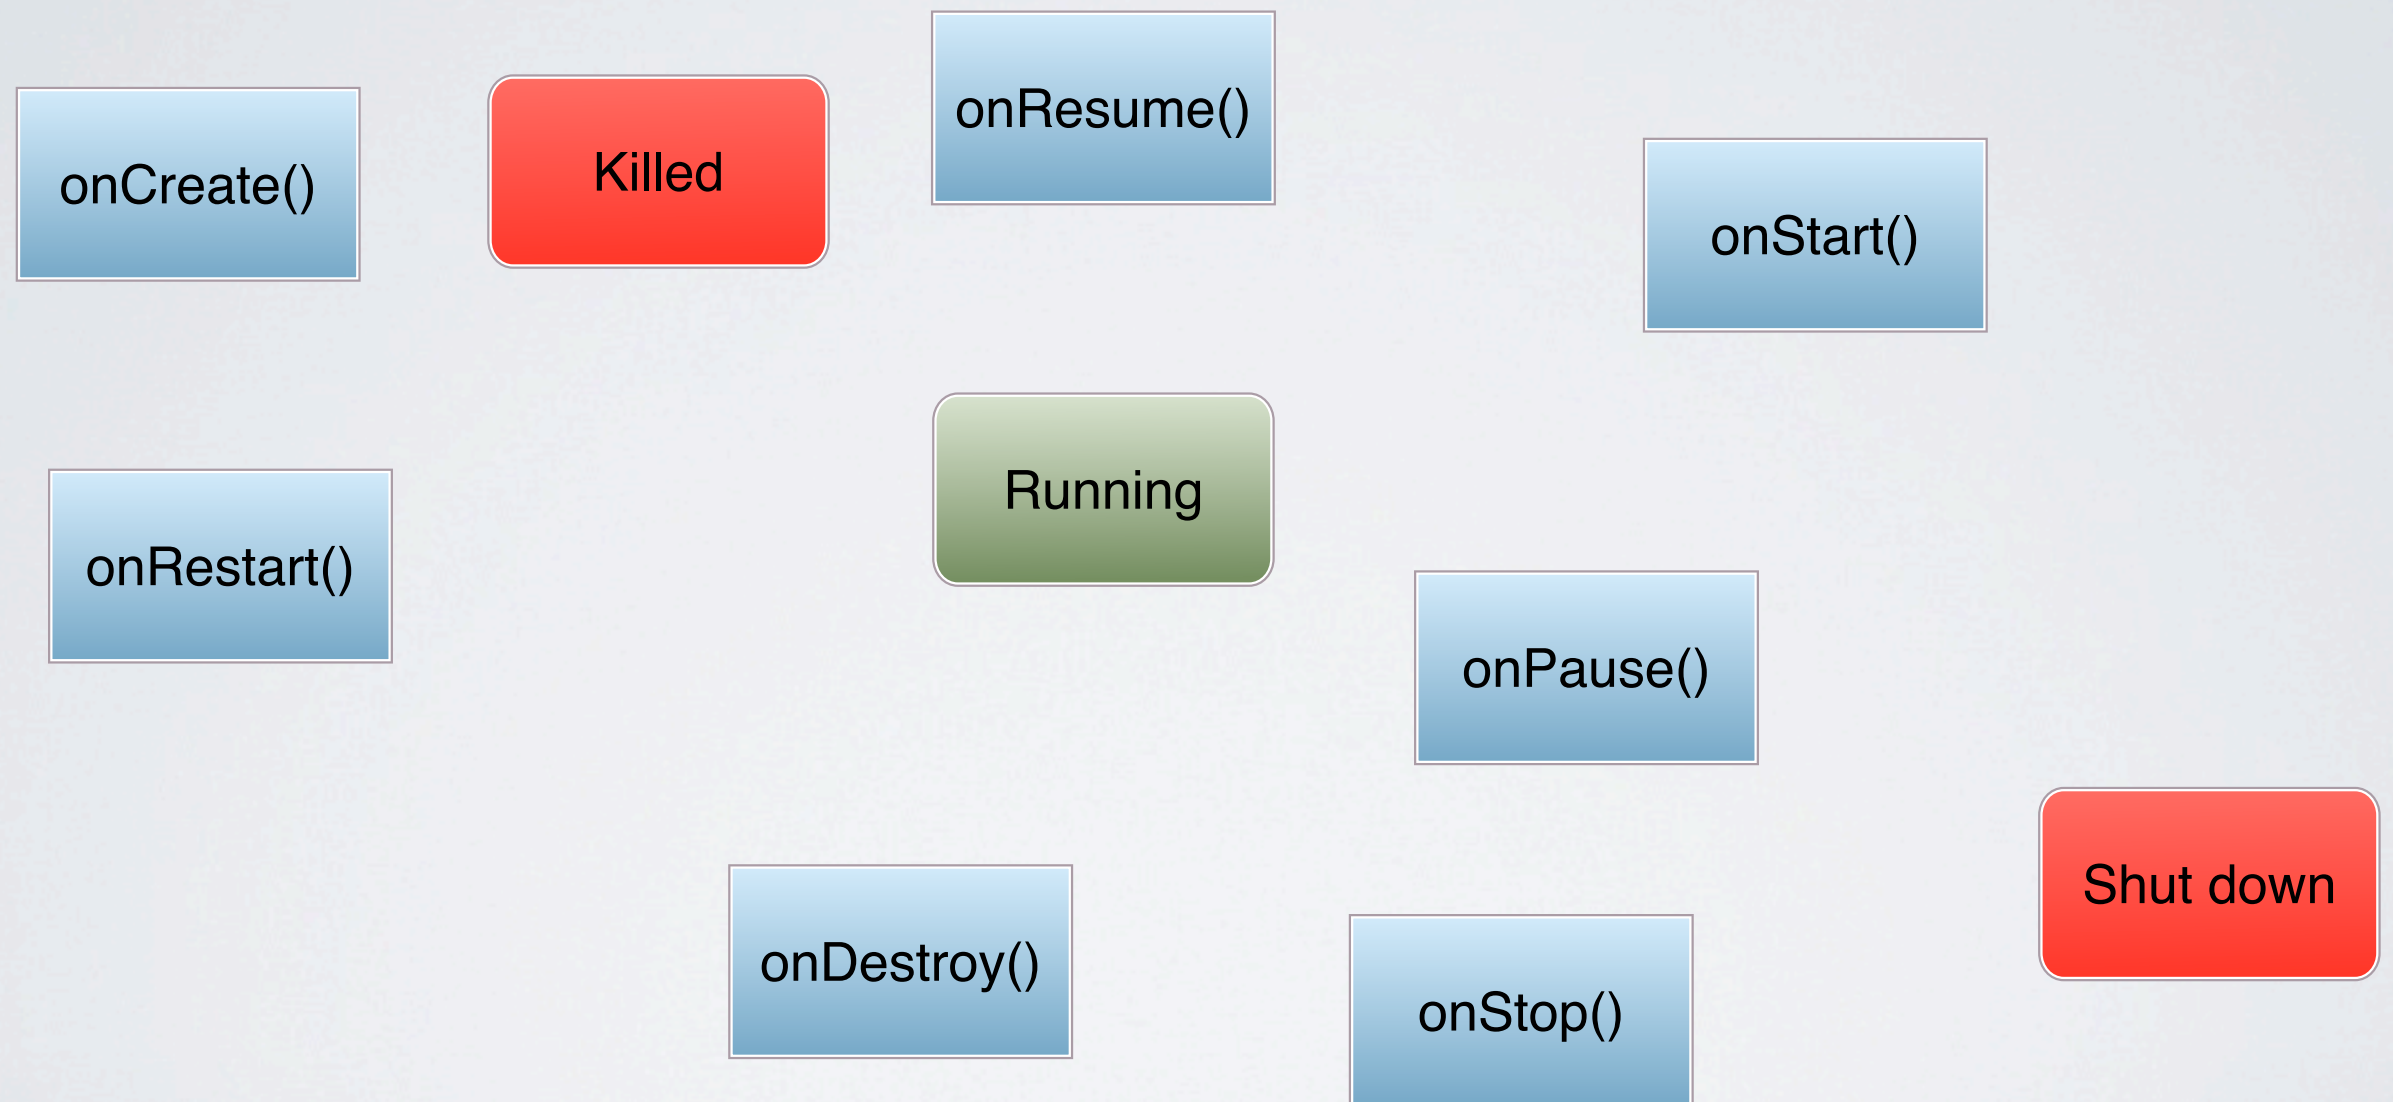 onResume()
Killed
onCreate()
onStart()
Running
onRestart()
onPause()
Shut down
onDestroy()
onStop()